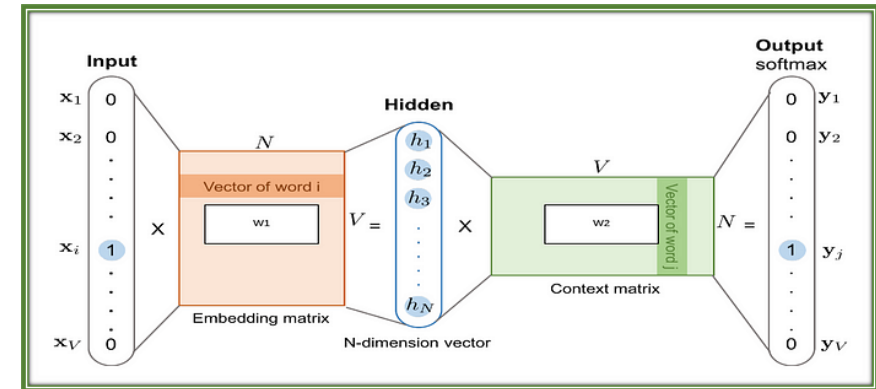 Input
x1 0
x2 0
xi 1
xV 0
N
Vector of word i
w1
V =
X
Embedding matrix
Hidden
h1
h2
h3
hN
N-dimension vector
X
V
w2
Vector of word j
N =
Context matrix
Output
softmax
0 y1
0 y2
1 yj
0 yV